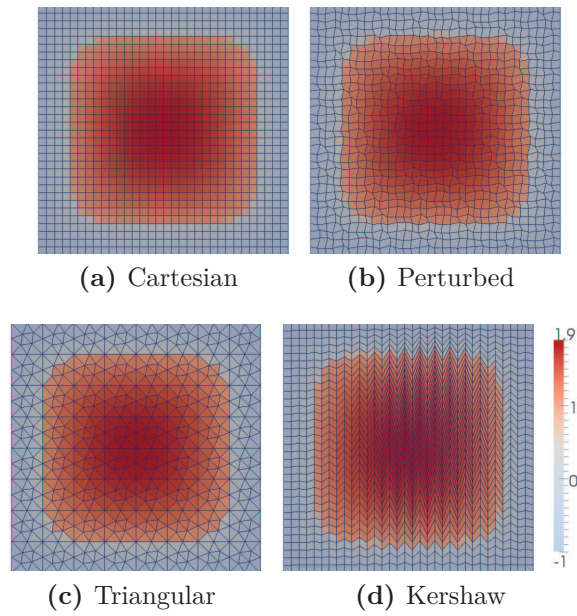 (a) Cartesian
(b) Perturbed
1.9
1
0
-1
(c) Triangular
(d) Kershaw